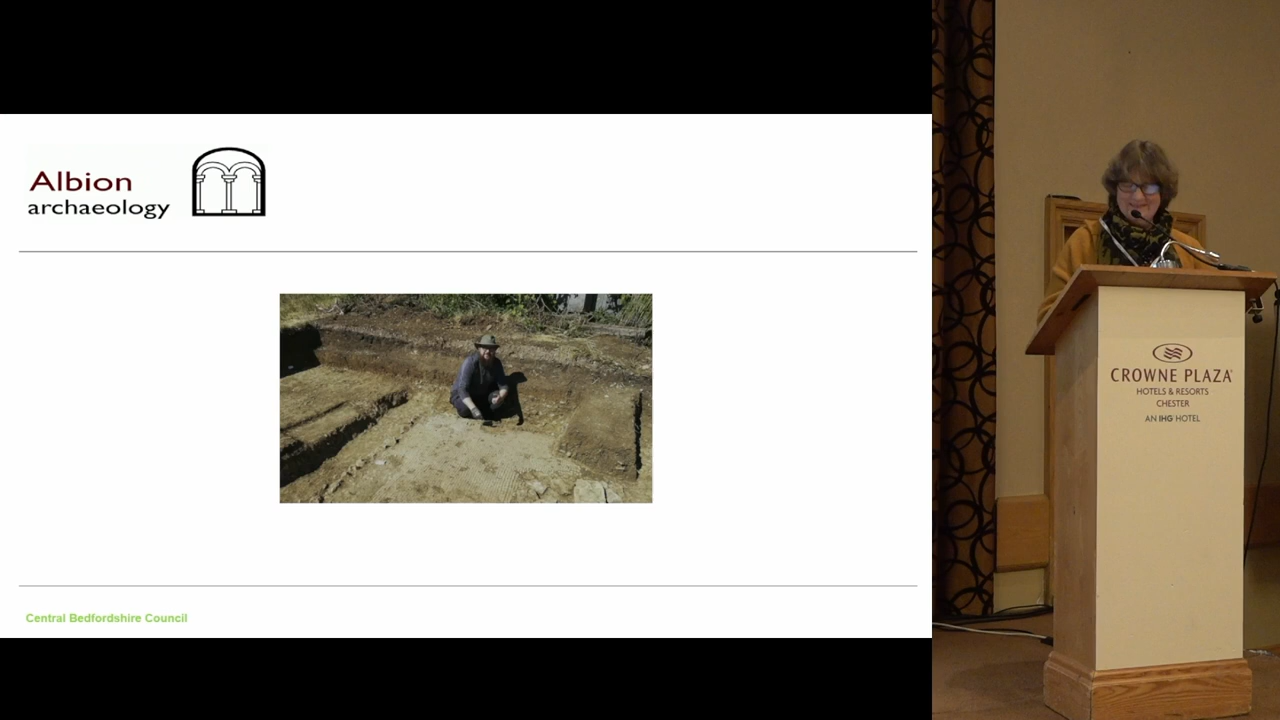 Albion
archaeology
Central Bedfordshire Council
CROWNE PLAZA
HOTELS & RESORTS
CHESTER
AN IHG HOTEL